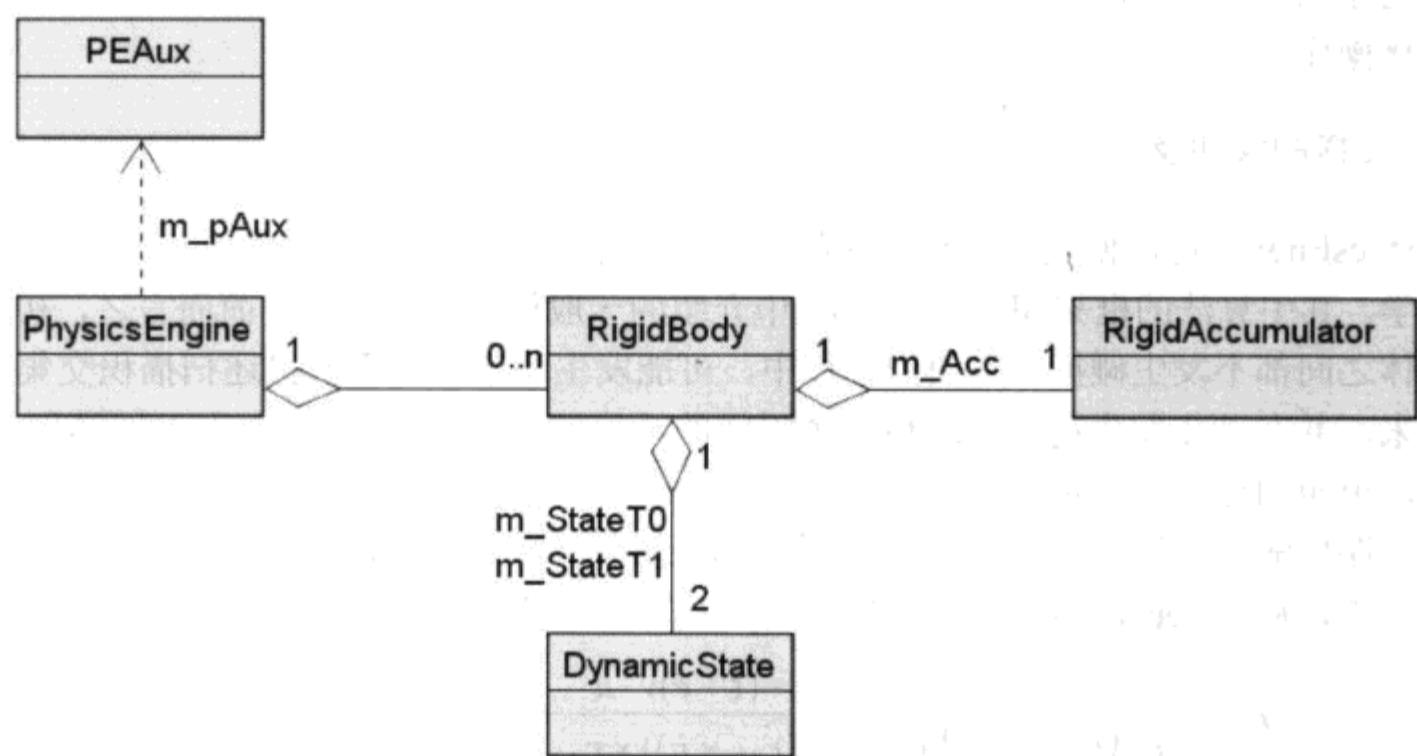 PEAux
m_pAux
PhysicsEngine
1
0..n
RigidBody
1
m_Acc
1
RigidAccumulator
1
m_StateT0
m_StateT1
2
DynamicState